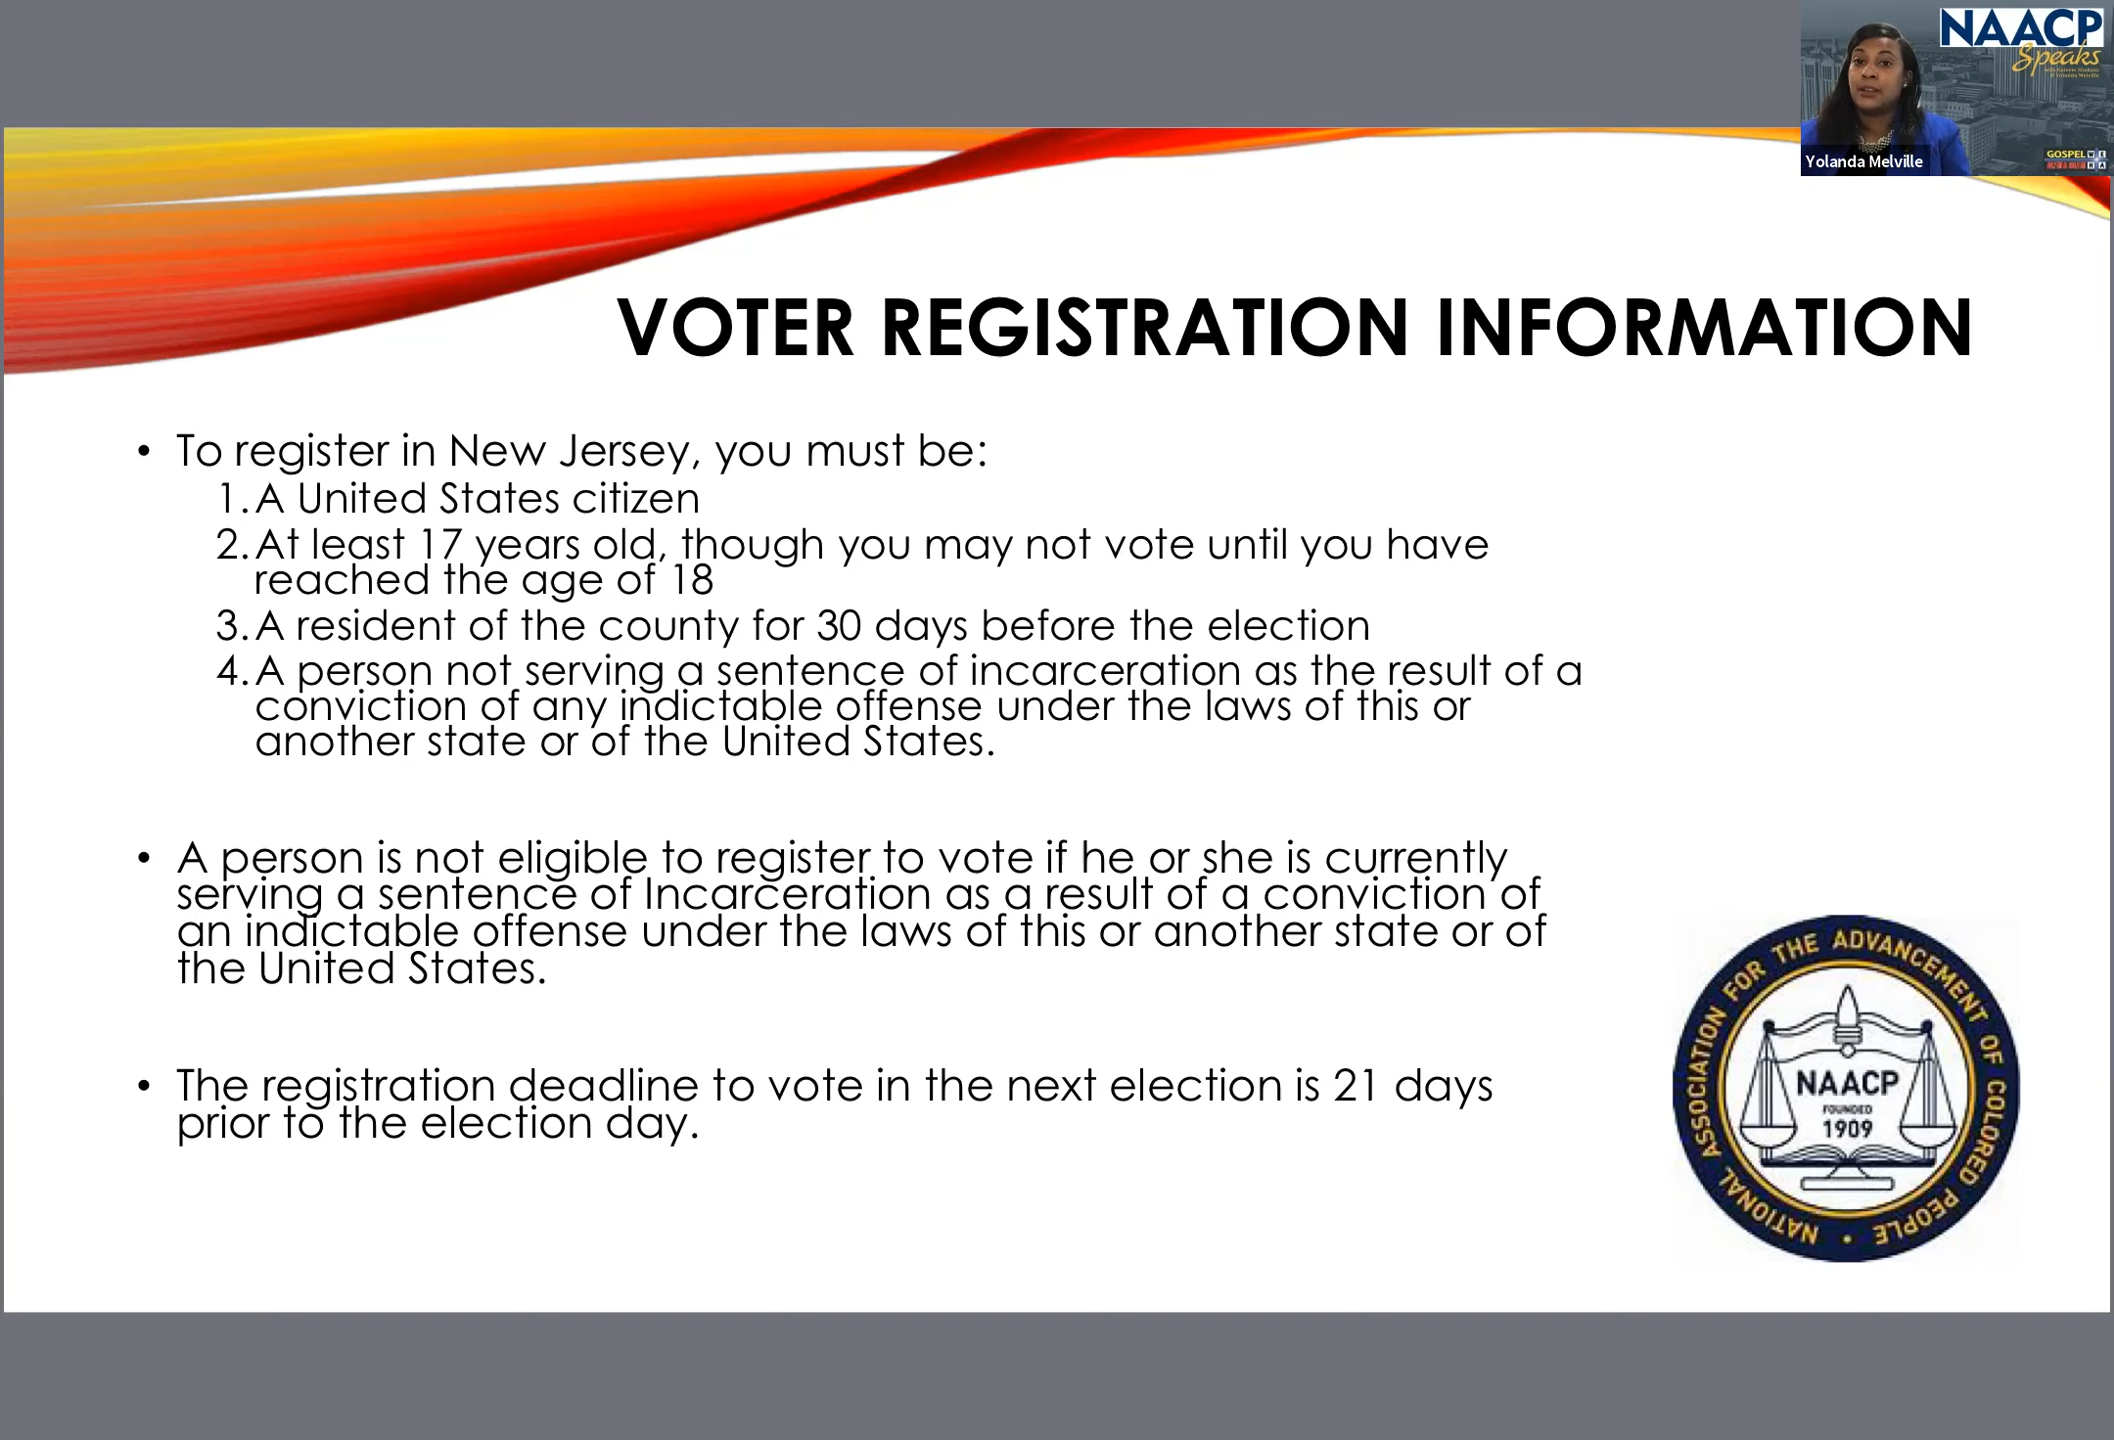 NAACP
Speaks
Yolanda Melville
GOSPEL
VOTER REGISTRATION INFORMATION
• To register in New Jersey, you must be:
1. A United States citizen
2. At least 17 years old, though you may not vote until you have
reached the age of 18
3. A resident of the county for 30 days before the election
4. A person not serving a sentence of incarceration as the result of a
conviction of any indictable offense under the laws of this or
another state or of the United States.
• A person is not eligible to register to vote if he or she is currently
serving a sentence of Incarceration as a result of a conviction of
an indictable offense under the laws of this or another state or of
the United States.
• The registration deadline to vote in the next election is 21 days
prior to the election day.
NATIONAL ASSOCIATION FOR THE ADVANCEMENT OF COLORED PEOPLE •
NAACP
FOUNDED
1909